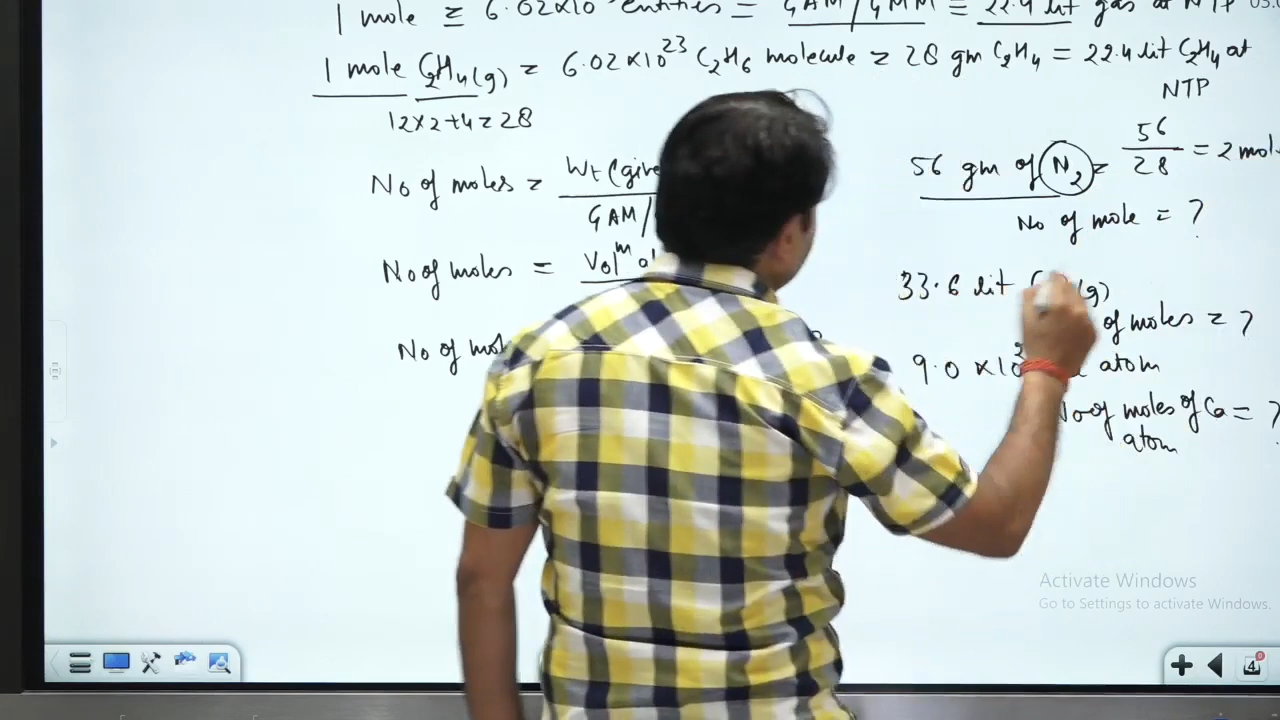 1 mole = 6.02×10 entities = GAM/GMM = 22.4 lit gas at NTP
1 mole C2H4(g) = 6.02×10^23 C2H6 molecule = 28 gm C2H4 = 22.4 lit C2H4 at
NTP
12×2+4=28
No of moles = Wt (give
GAM/
56 gm of N2 = 56/28 = 2 mol
No of mole = ?
No of moles = Vol^m a
33.6 lit (g)
of moles = ?
No of mol
9.0 ×10 atom
No of moles of Ca = ?
atom
Activate Windows
Go to Settings to activate Windows.
4